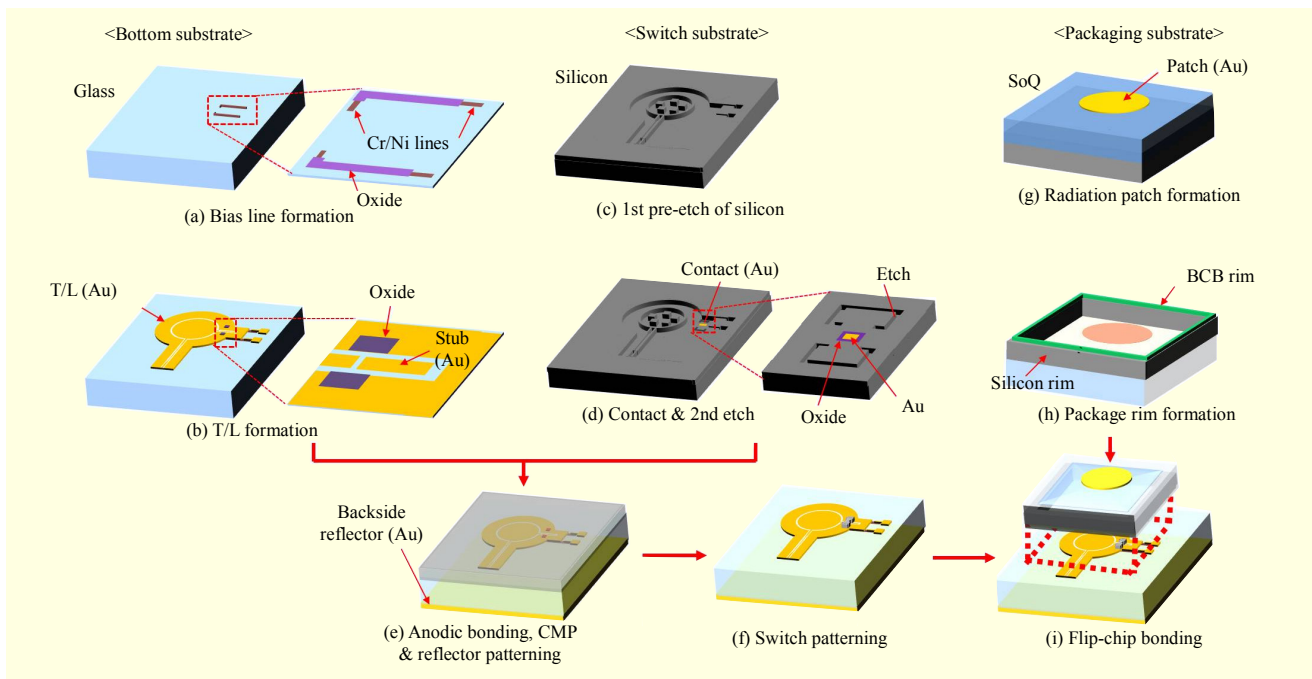 <Bottom substrate>
Glass
Cr/Ni lines
Oxide
(a) Bias line formation
T/L (Au)
Oxide
Stub
(Au)
(b) T/L formation
<Switch substrate>
Silicon
(c) 1st pre-etch of silicon
Contact (Au)
Etch
Oxide
Au
(d) Contact & 2nd etch
<Packaging substrate>
SoQ
Patch (Au)
(g) Radiation patch formation
BCB rim
Silicon rim
(h) Package rim formation
Backside
reflector (Au)
(e) Anodic bonding, CMP
& reflector patterning
(f) Switch patterning
(i) Flip-chip bonding